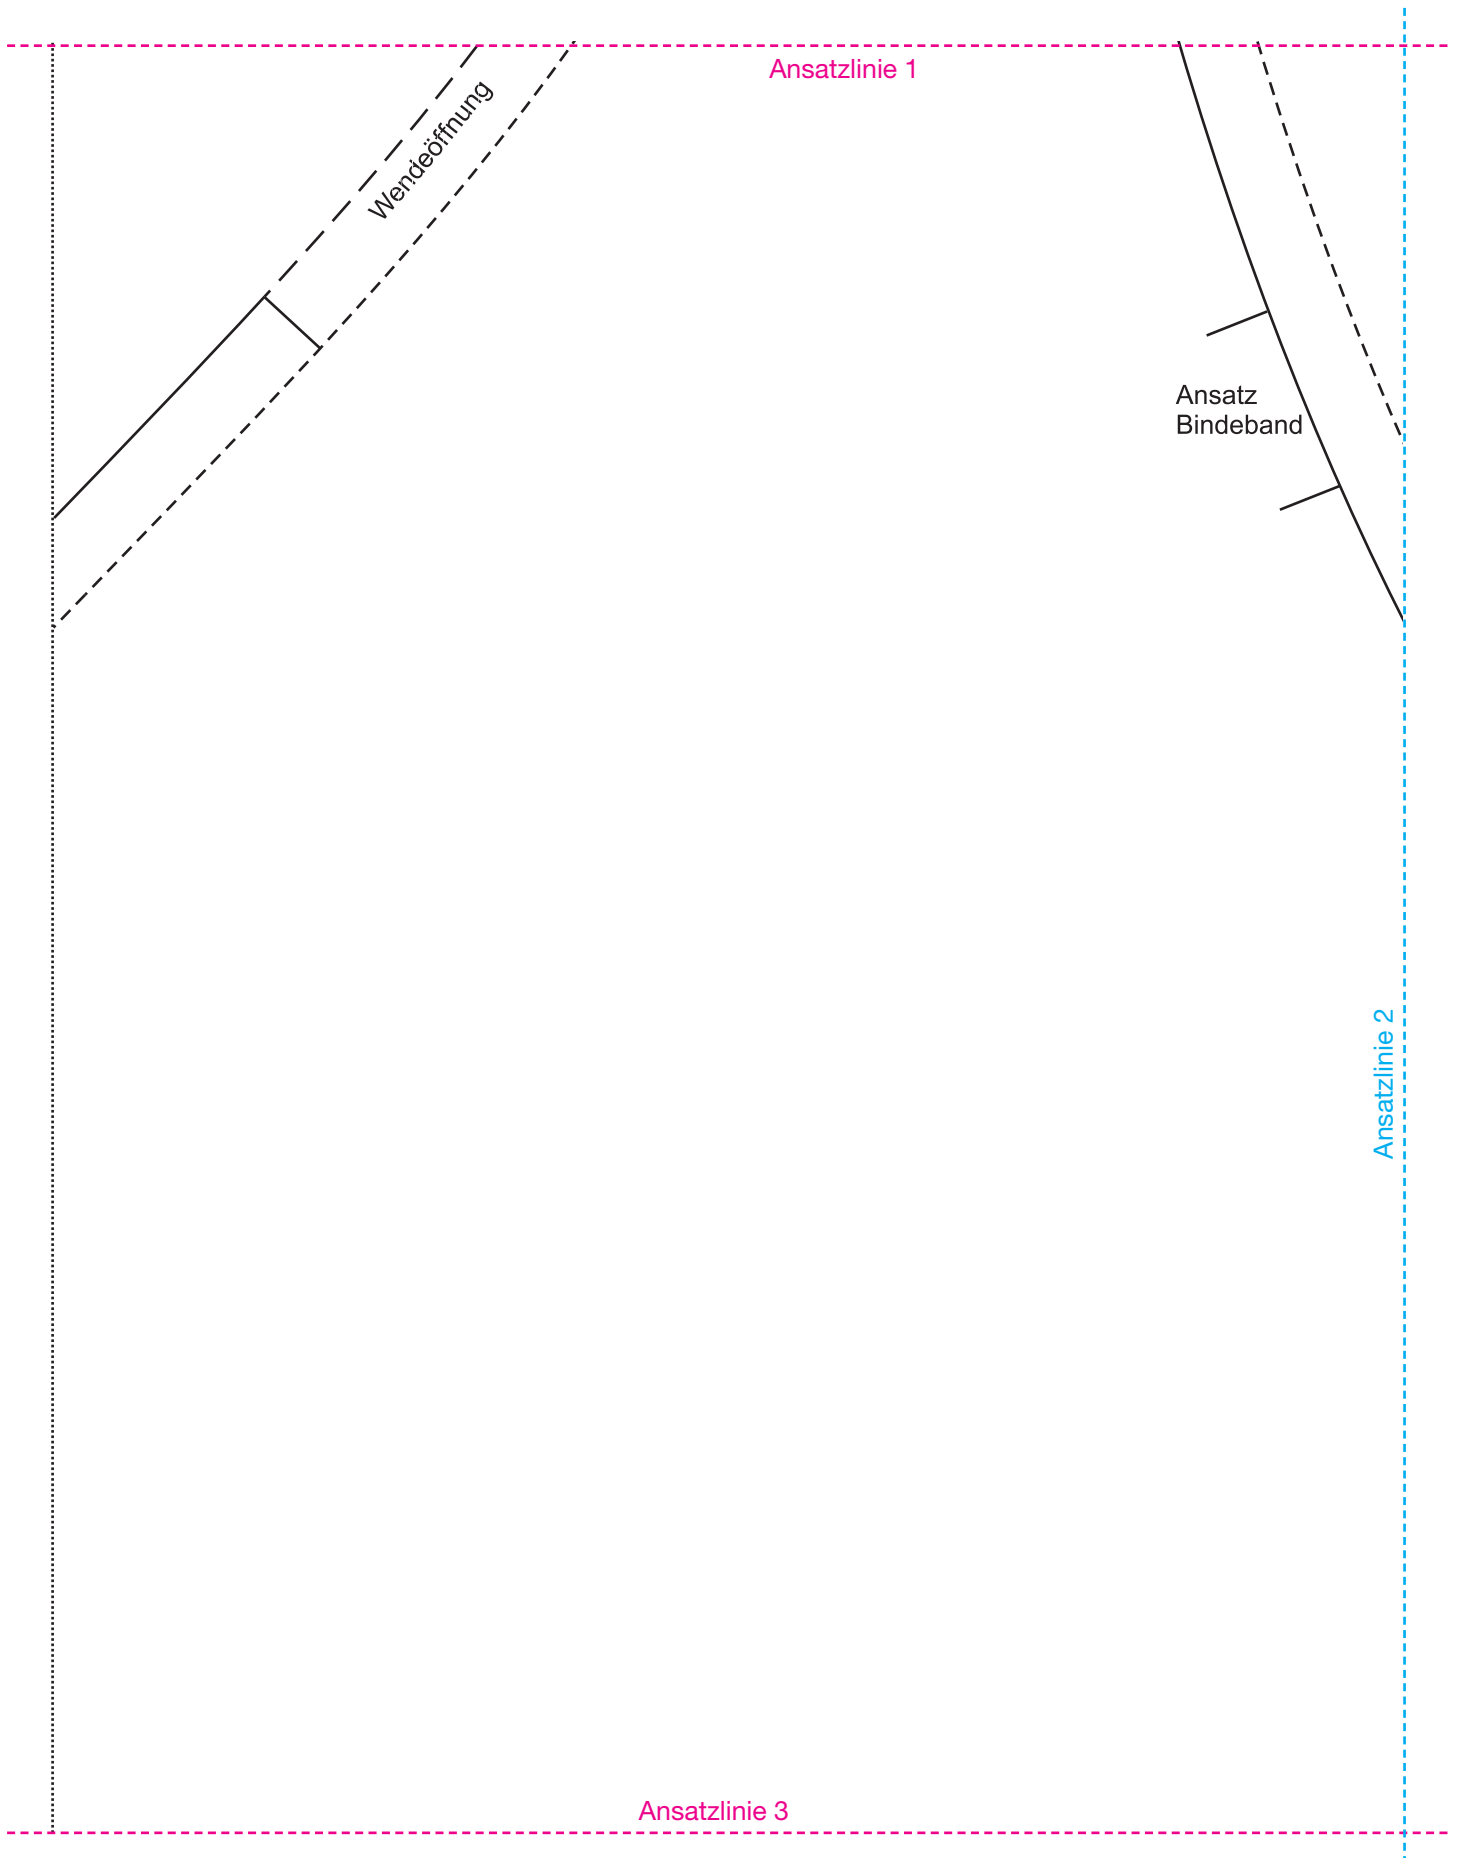 Ansatzlinie 1
Wendeöffnung
Ansatz
Bindeband
Ansatzlinie 2
Ansatzlinie 3